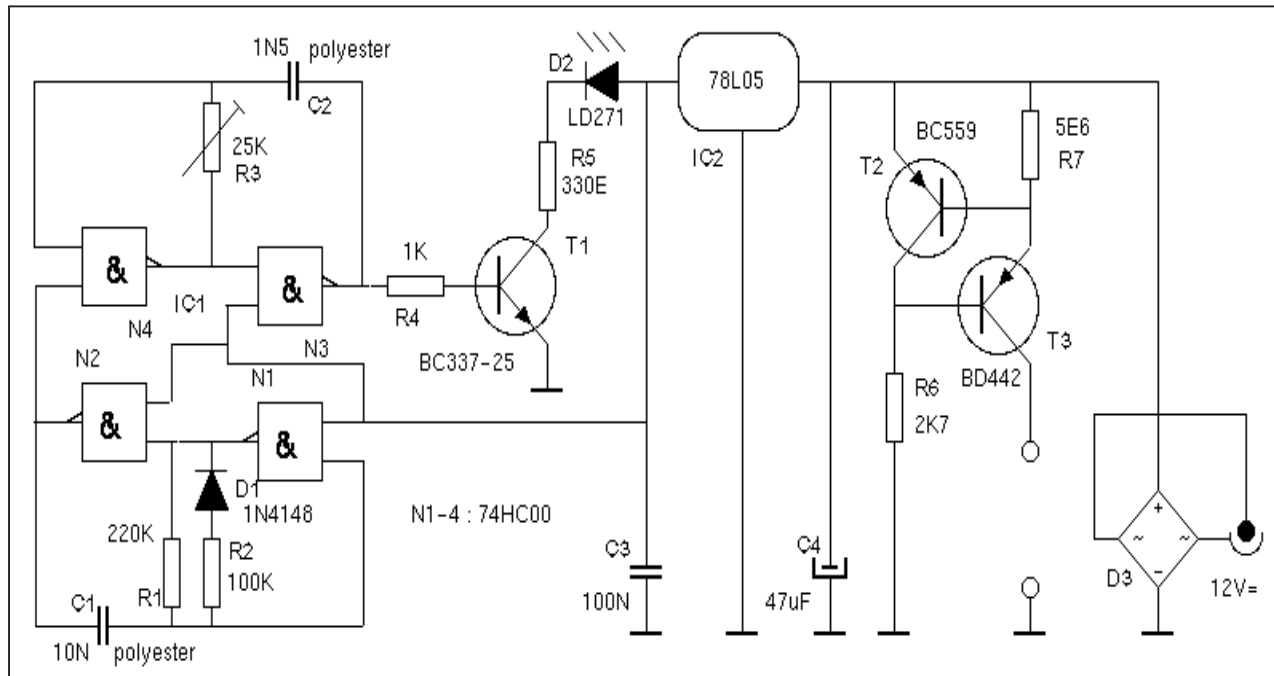 1N5 polyester
C2
25K
R3
D2
LD271
78L05
IC2
R5
330E
BC559
T2
5E6
R7
&
IC1
N4
&
N3
1K
R4
T1
BC337-25
T3
BD442
N2
&
N1
&
D1
1N4148
N1-4 : 74HC00
R6
2K7
220K
R1
R2
100K
C1
10N polyester
C3
100N
C4
47uF
+
~ ~
-
D3
12V=